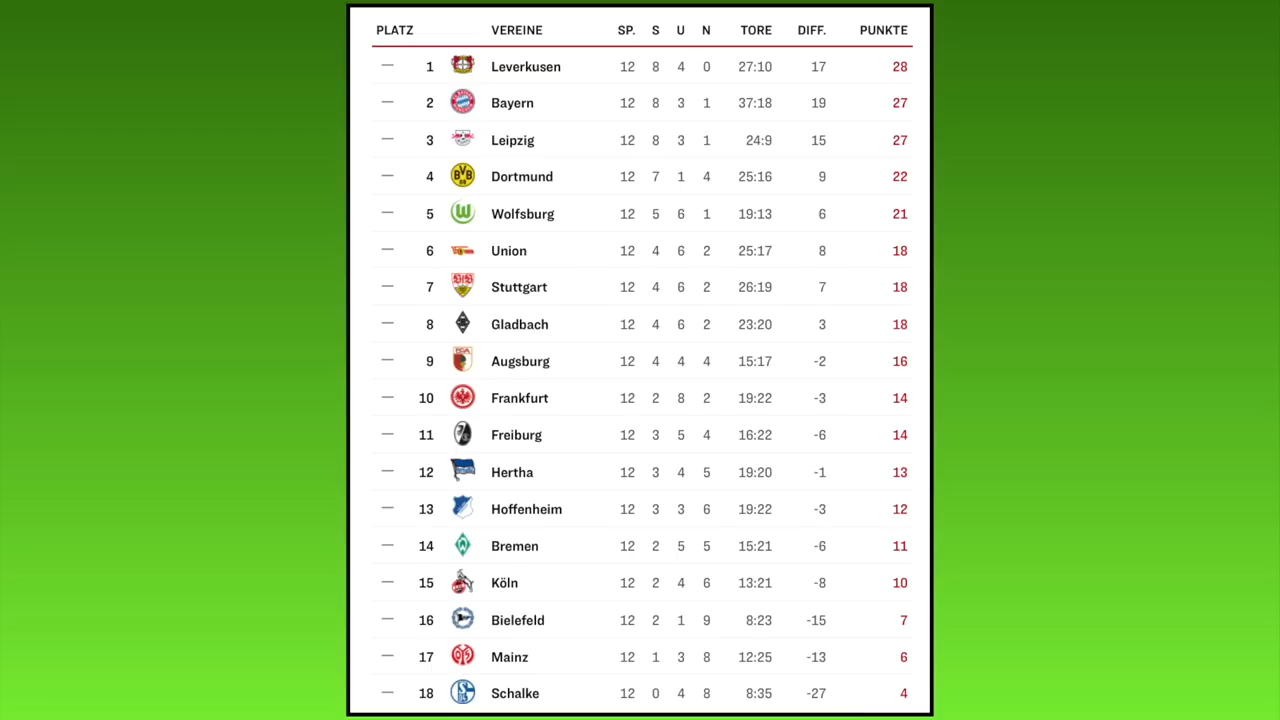 PLATZ VEREINE SP. S U N TORE DIFF. PUNKTE
1 Leverkusen 12 8 4 0 27:10 17 28
2 Bayern 12 8 3 1 37:18 19 27
3 Leipzig 12 8 3 1 24:9 15 27
4 BVB 09 Dortmund 12 7 1 4 25:16 9 22
5 Wolfsburg 12 5 6 1 19:13 6 21
6 Union 12 4 6 2 25:17 8 18
7 Stuttgart 12 4 6 2 26:19 7 18
8 Gladbach 12 4 6 2 23:20 3 18
9 Augsburg 12 4 4 4 15:17 -2 16
10 Frankfurt 12 2 8 2 19:22 -3 14
11 Freiburg 12 3 5 4 16:22 -6 14
12 Hertha 12 3 4 5 19:20 -1 13
13 Hoffenheim 12 3 3 6 19:22 -3 12
14 Bremen 12 2 5 5 15:21 -6 11
15 Köln 12 2 4 6 13:21 -8 10
16 Bielefeld 12 2 1 9 8:23 -15 7
17 Mainz 12 1 3 8 12:25 -13 6
18 Schalke 12 0 4 8 8:35 -27 4